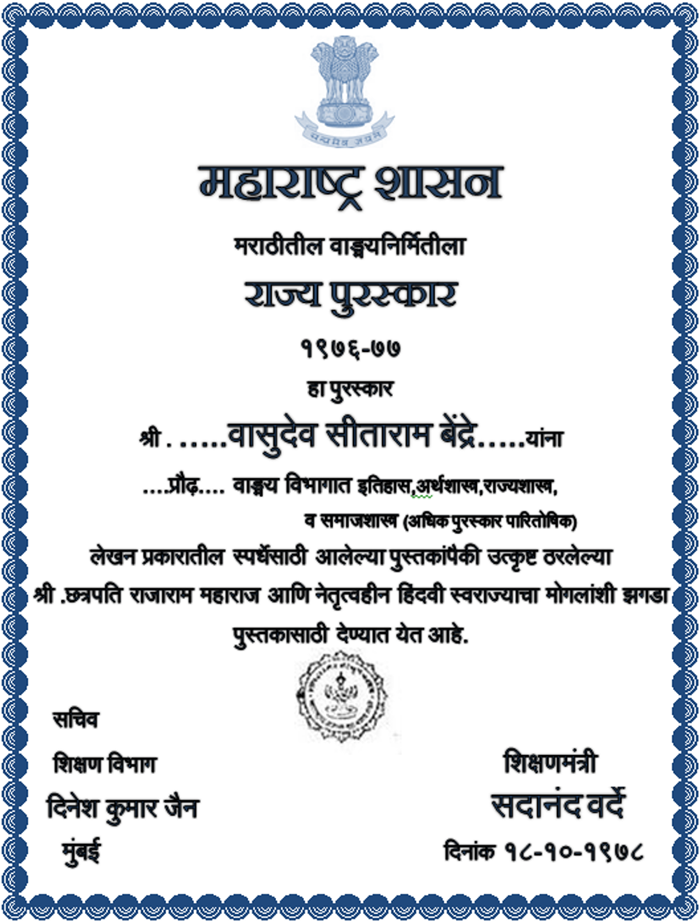 सत्यमेव जयते
महाराष्ट्र शासन
मराठीतील वाङ्मयनिर्मितीला
राज्य पुरस्कार
१९७६-७७
हा पुरस्कार
श्री . .....वासुदेव सीताराम बेंद्रे.....यांना
....प्रौढ़.... वाङ्मय विभागात इतिहास,अर्थशास्त्र,राज्यशास्त्र,
व समाजशास्त्र (अधिक पुरस्कार पारितोषिक)
लेखन प्रकारातील स्पर्धेसाठी आलेल्या पुस्तकांपैकी उत्कृष्ट ठरलेल्या
श्री .छत्रपति राजाराम महाराज आणि नेतृत्वहीन हिंदवी स्वराज्याचा मोगलांशी झगडा
पुस्तकासाठी देण्यात येत आहे.
सचिव
शिक्षण विभाग
दिनेश कुमार जैन
मुंबई
शिक्षणमंत्री
सदानंद वर्दे
दिनांक १८-१०-१९७८